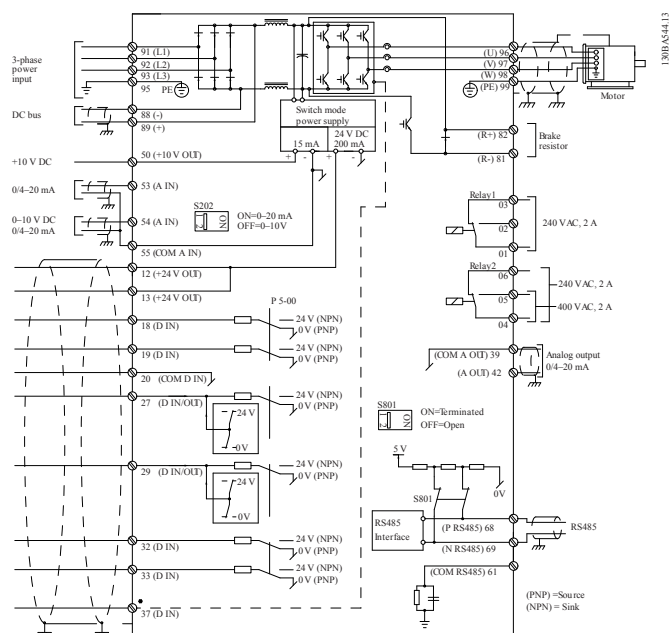 130BA544.13
3-phase
power
input
91 (L1)
92 (L2)
93 (L3)
95
PE
DC bus
88 (-)
89 (+)
Switch mode
power supply
24 V DC
15 mA
200 mA
+ - + -
+10 V DC
50 (+10 V OUT)
0/4–20 mA
53 (A IN)
0–10 V DC
0/4–20 mA
54 (A IN)
S202
ON
1 2
ON=0–20 mA
OFF=0–10V
55 (COM A IN)
12 (+24 V OUT)
13 (+24 V OUT)
P 5-00
18 (D IN)
24 V (NPN)
0 V (PNP)
19 (D IN)
24 V (NPN)
0 V (PNP)
20 (COM D IN)
27 (D IN/OUT)
24 V (NPN)
0 V (PNP)
24 V
0V
29 (D IN/OUT)
24 V (NPN)
0 V (PNP)
24 V
0V
32 (D IN)
24 V (NPN)
0 V (PNP)
33 (D IN)
24 V (NPN)
0 V (PNP)
*
37 (D IN)
(U) 96
(V) 97
(W) 98
(PE) 99
Motor
(R+) 82
(R-) 81
Brake
resistor
Relay1
03
02
01
240 VAC, 2 A
Relay2
06
05
04
240 VAC, 2 A
400 VAC, 2 A
(COM A OUT) 39
(A OUT) 42
Analog output
0/4–20 mA
S801
ON
1 2
ON=Terminated
OFF=Open
5 V
0V
S801
RS485
Interface
(P RS485) 68
(N RS485) 69
RS485
(COM RS485) 61
(PNP) =Source
(NPN) = Sink